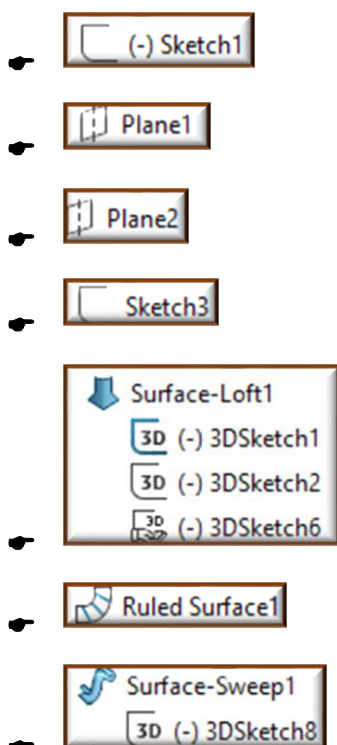 (-) Sketch1
Plane1
Plane2
Sketch3
Surface-Loft1
3D (-) 3DSketch1
3D (-) 3DSketch2
3D (-) 3DSketch6
Ruled Surface1
Surface-Sweep1
3D (-) 3DSketch8